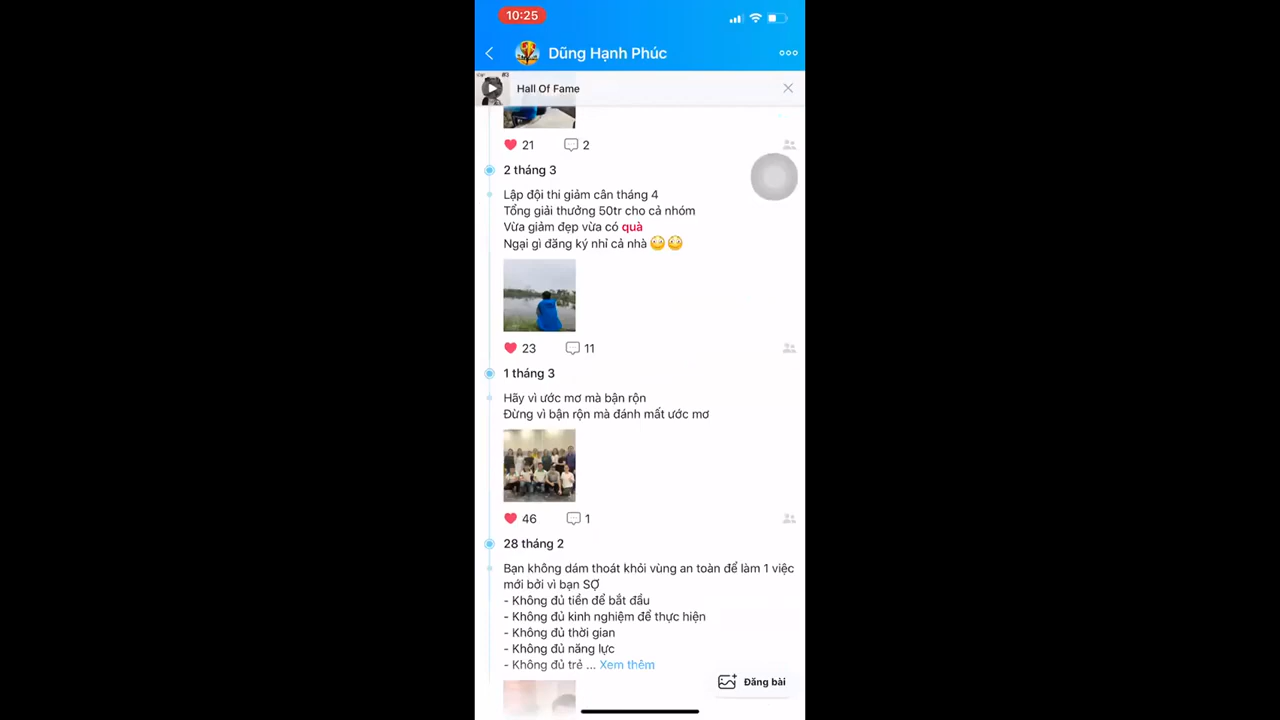 10:25
Dũng Hạnh Phúc
Hall Of Fame
21
2
2 tháng 3
Lập đội thi giảm cân tháng 4
Tổng giải thưởng 50tr cho cả nhóm
Vừa giảm đẹp vừa có quà
Ngại gì đăng ký nhỉ cả nhà
23
11
1 tháng 3
Hãy vì ước mơ mà bận rộn
Đừng vì bận rộn mà đánh mất ước mơ
46
1
28 tháng 2
Bạn không dám thoát khỏi vùng an toàn để làm 1 việc
mới bởi vì bạn SỢ
- Không đủ tiền để bắt đầu
- Không đủ kinh nghiệm để thực hiện
- Không đủ thời gian
- Không đủ năng lực
- Không đủ trẻ ... Xem thêm
Đăng bài